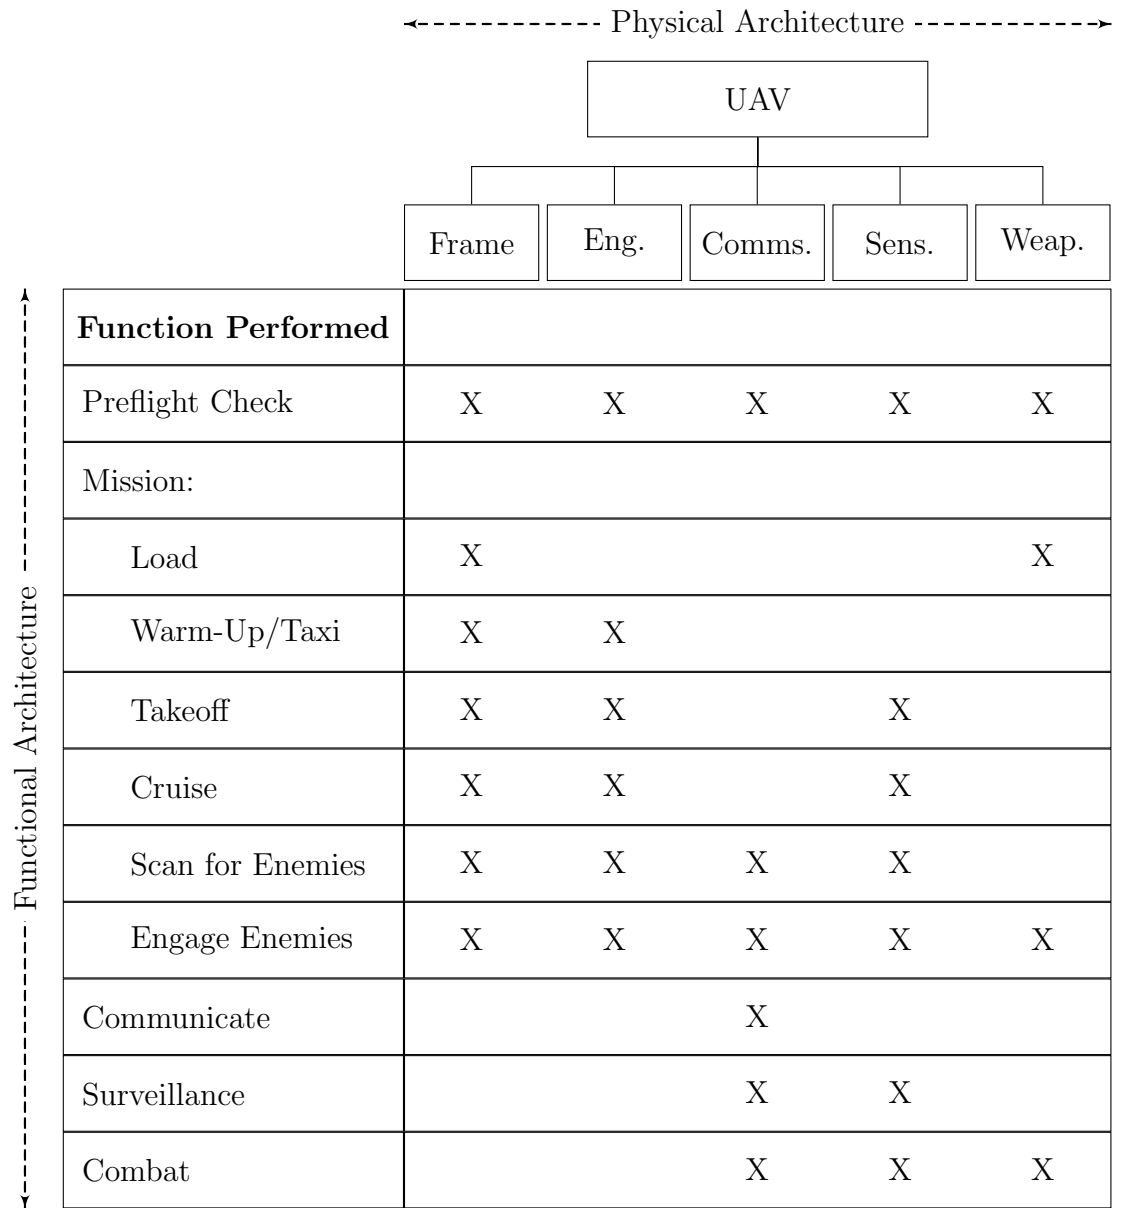 Physical Architecture
UAV
Frame Eng. Comms. Sens. Weap.
Functional Architecture
Function Performed
Preflight Check X X X X X
Mission:
Load X X
Warm-Up/Taxi X X
Takeoff X X X
Cruise X X X
Scan for Enemies X X X X
Engage Enemies X X X X X
Communicate X
Surveillance X X
Combat X X X